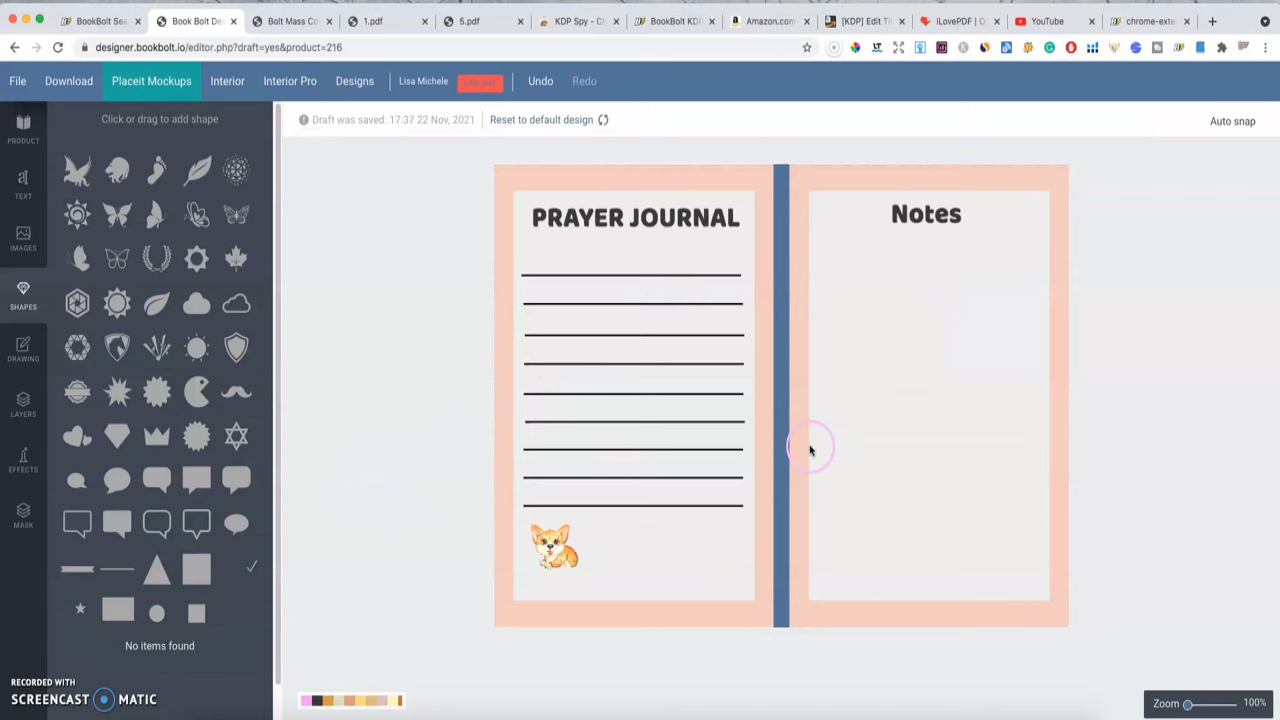 BookBolt Sea
Book Bolt De
Bolt Mass Co
1.pdf
5.pdf
KDP Spy - Ch
BookBolt KD
Amazon.com
[KDP] Edit Ti
iLovePDF | O
YouTube
chrome-exte
designer.bookbolt.io/editor.php?draft=yes&product=216
File
Download
Placeit Mockups
Interior
Interior Pro
Designs
Lisa Michele
Log out
Undo
Redo
PRODUCT
TEXT
IMAGES
SHAPES
DRAWING
LAYERS
EFFECTS
MASK
Click or drag to add shape
No items found
Draft was saved: 17:37 22 Nov, 2021
Reset to default design
Auto snap
PRAYER JOURNAL
Notes
RECORDED WITH
SCREENCAST MATIC
Zoom
100%